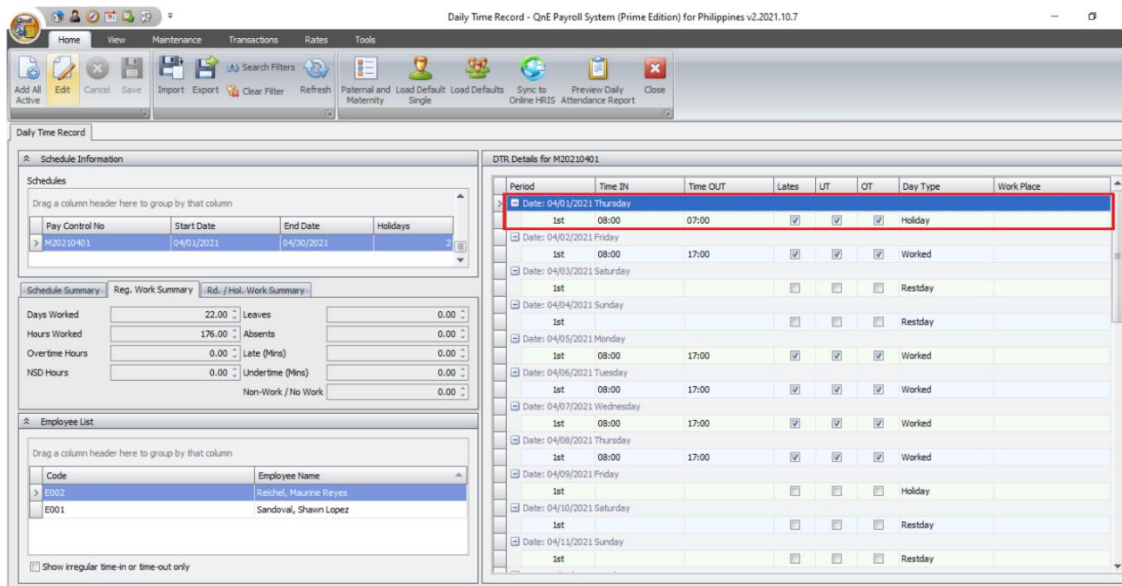 QnE
Daily Time Record - QnE Payroll System (Prime Edition) for Philippines v2.2021.10.7
Home View Maintenance Transactions Rates Tools
Add All Active
Edit
Cancel
Save
Import
Export
Search Filters
Clear Filter
Refresh
Paternal and Maternity
Load Default Single
Load Defaults
Sync to Online HRIS
Preview Daily Attendance Report
Close
Daily Time Record
Schedule Information
Schedules
Drag a column header here to group by that column
Pay Control No Start Date End Date Holidays
M20210401 04/01/2021 04/30/2021 2
Schedule Summary Reg. Work Summary Rd. / Hol. Work Summary
Days Worked 22.00 Leaves 0.00
Hours Worked 176.00 Absents 0.00
Overtime Hours 0.00 Late (Mins) 0.00
NSD Hours 0.00 Undertime (Mins) 0.00
Non-Work / No Work 0.00
Employee List
Drag a column header here to group by that column
Code Employee Name
E002 Reichel, Maurine Reyes
E001 Sandoval, Shawn Lopez
Show irregular time-in or time-out only
DTR Details for M20210401
Period Time IN Time OUT Lates UT OT Day Type Work Place
Date: 04/01/2021 Thursday
1st 08:00 07:00 Holiday
Date: 04/02/2021 Friday
1st 08:00 17:00 Worked
Date: 04/03/2021 Saturday
1st Restday
Date: 04/04/2021 Sunday
1st Restday
Date: 04/05/2021 Monday
1st 08:00 17:00 Worked
Date: 04/06/2021 Tuesday
1st 08:00 17:00 Worked
Date: 04/07/2021 Wednesday
1st 08:00 17:00 Worked
Date: 04/08/2021 Thursday
1st 08:00 17:00 Worked
Date: 04/09/2021 Friday
1st Holiday
Date: 04/10/2021 Saturday
1st Restday
Date: 04/11/2021 Sunday
1st Restday